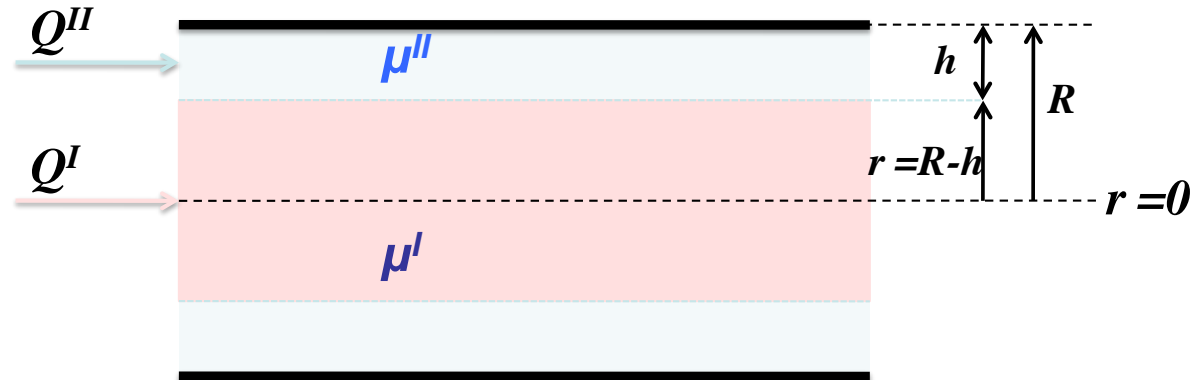 Q^II
μ^II
h
R
Q^I
r =R-h
r =0
μ^I